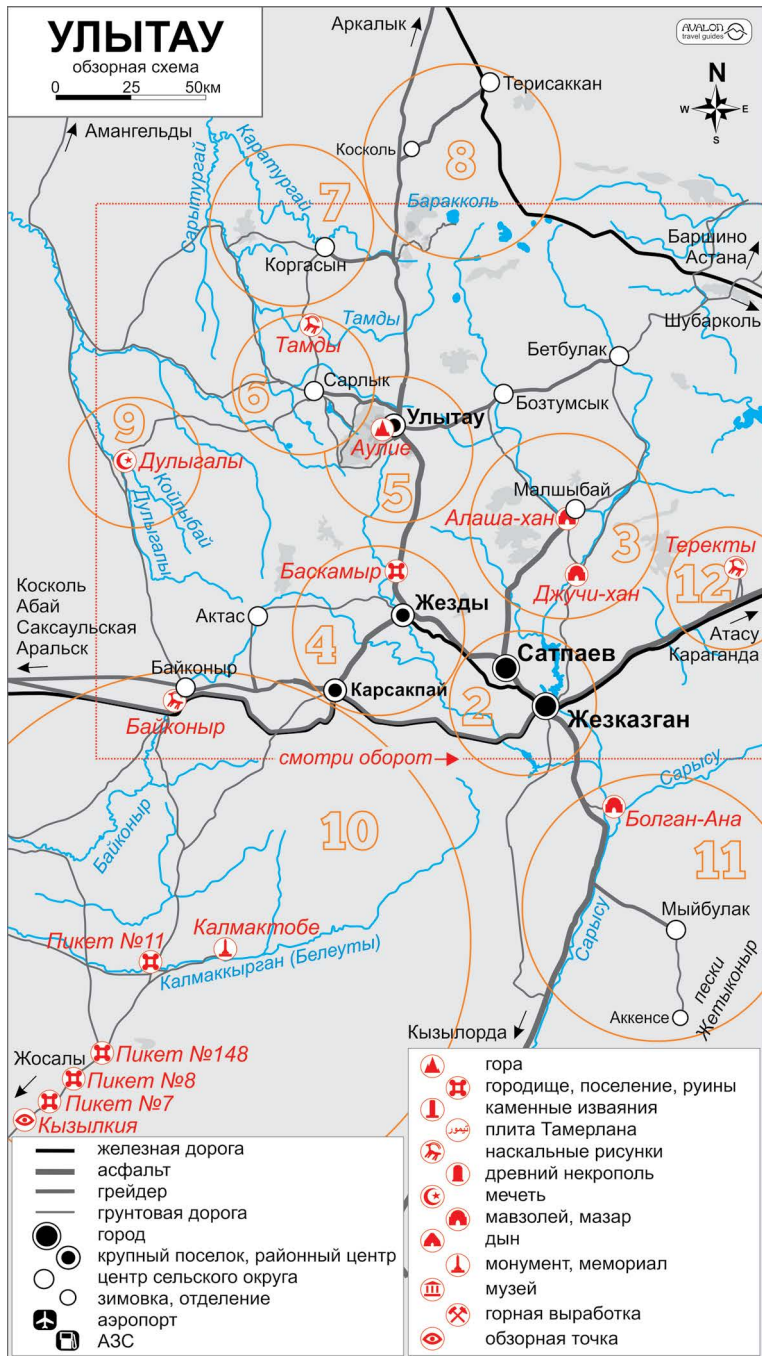 УЛЫТАУ
обзорная схема
0 25 50км
Аркалык
AVALON
travel guides
N
W E
S
Терисаккан
Косколь
8
Амангельды
Каратургай
Сарытургай
7
Баракколь
Коргасын
Баршино
Астана
Шубарколь
Тамды
Тамды
Бетбулак
6
Сарлык
Бозтумсык
Улытау
Аулие
9
Дулыгалы
Койлыбай
Дулыгалы
5
Малшыбай
Алаша-хан
3
Теректы
12
Баскамыр
Джучи-хан
Косколь
Абай
Саксаульская
Аральск
Актас
Жезды
4
Атасу
Караганда
Сатпаев
Байконыр
Карсакпай
2
Жезказган
Байконыр
смотри оборот
Сарысу
Болган-Ана
Байконыр
10
11
Мыйбулак
Калмактобе
Пикет №11
Калмаккырган (Белеуты)
Сарысу
пески
Жетыконыр
Аккенсе
Кызылорда
Пикет №148
Жосалы
Пикет №8
Пикет №7
Кызылкия
железная дорога
асфальт
грейдер
грунтовая дорога
город
крупный поселок, районный центр
центр сельского округа
зимовка, отделение
аэропорт
АЗС
гора
городище, поселение, руины
каменные изваяния
плита Тамерлана
наскальные рисунки
древний некрополь
мечеть
мавзолей, мазар
дын
монумент, мемориал
музей
горная выработка
обзорная точка